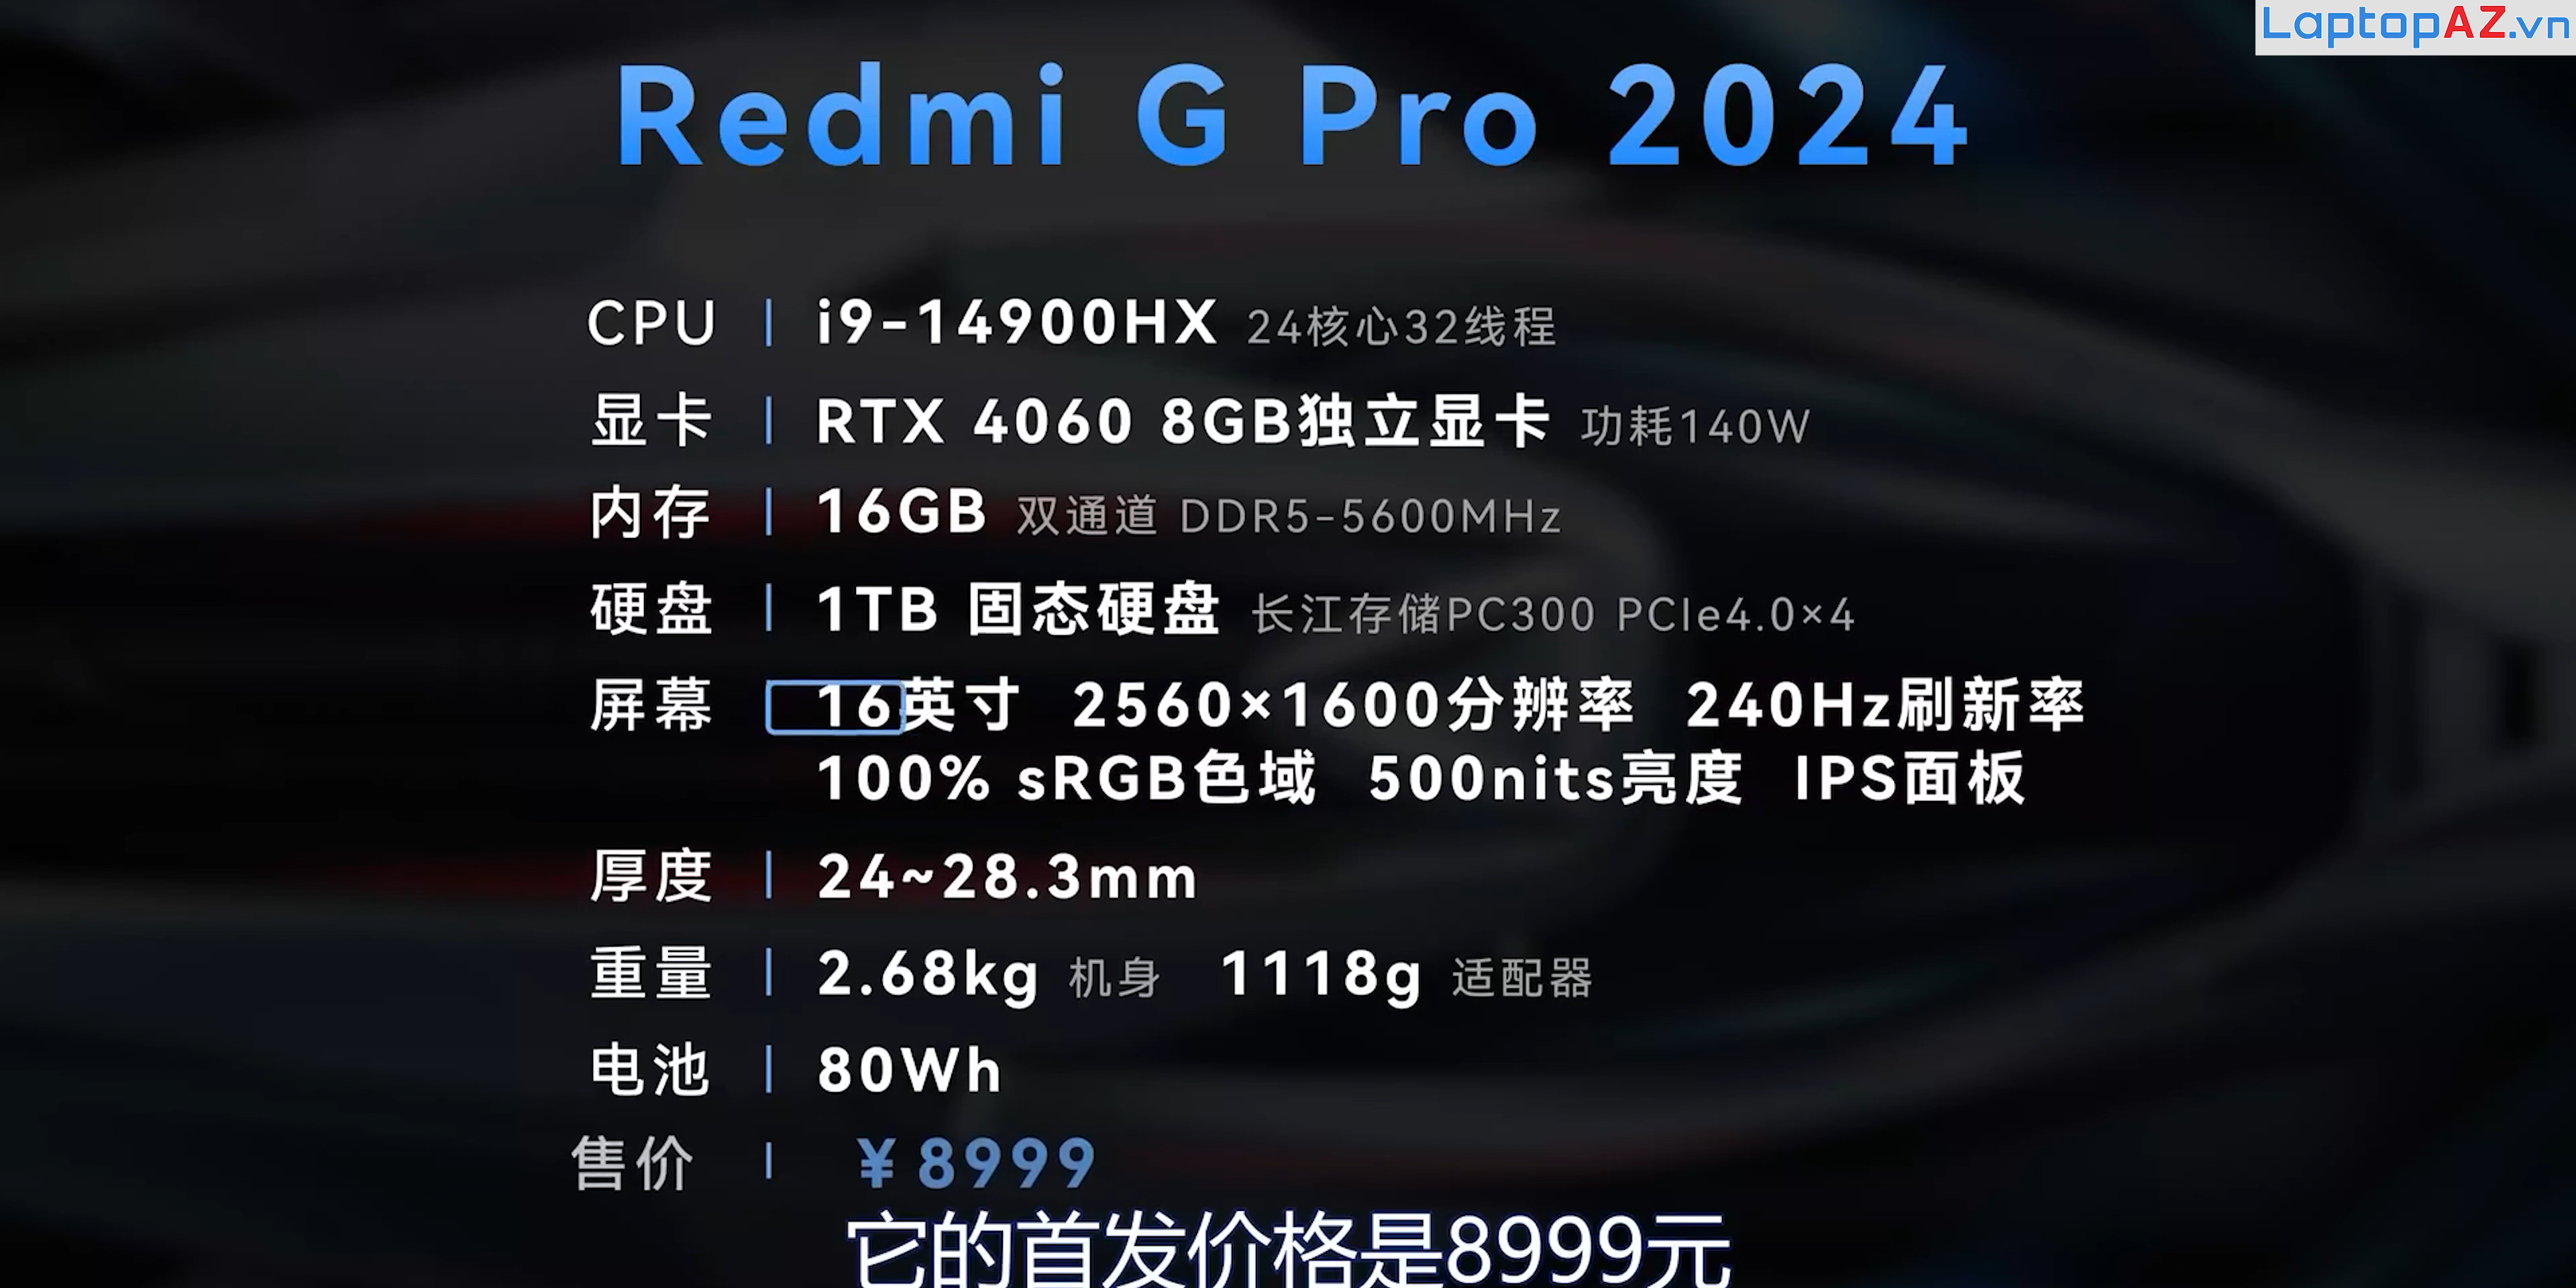 LaptopAZ.vn
Redmi G Pro 2024
CPU | i9-14900HX 24核心32线程
显卡 | RTX 4060 8GB独立显卡 功耗140W
内存 | 16GB 双通道 DDR5-5600MHz
硬盘 | 1TB 固态硬盘 长江存储PC300 PCIe4.0×4
屏幕 16英寸 2560×1600分辨率 240Hz刷新率
100% sRGB色域 500nits亮度 IPS面板
厚度 | 24~28.3mm
重量 | 2.68kg 机身 1118g 适配器
电池 | 80Wh
售价 | ¥8999
它的首发价格是8999元